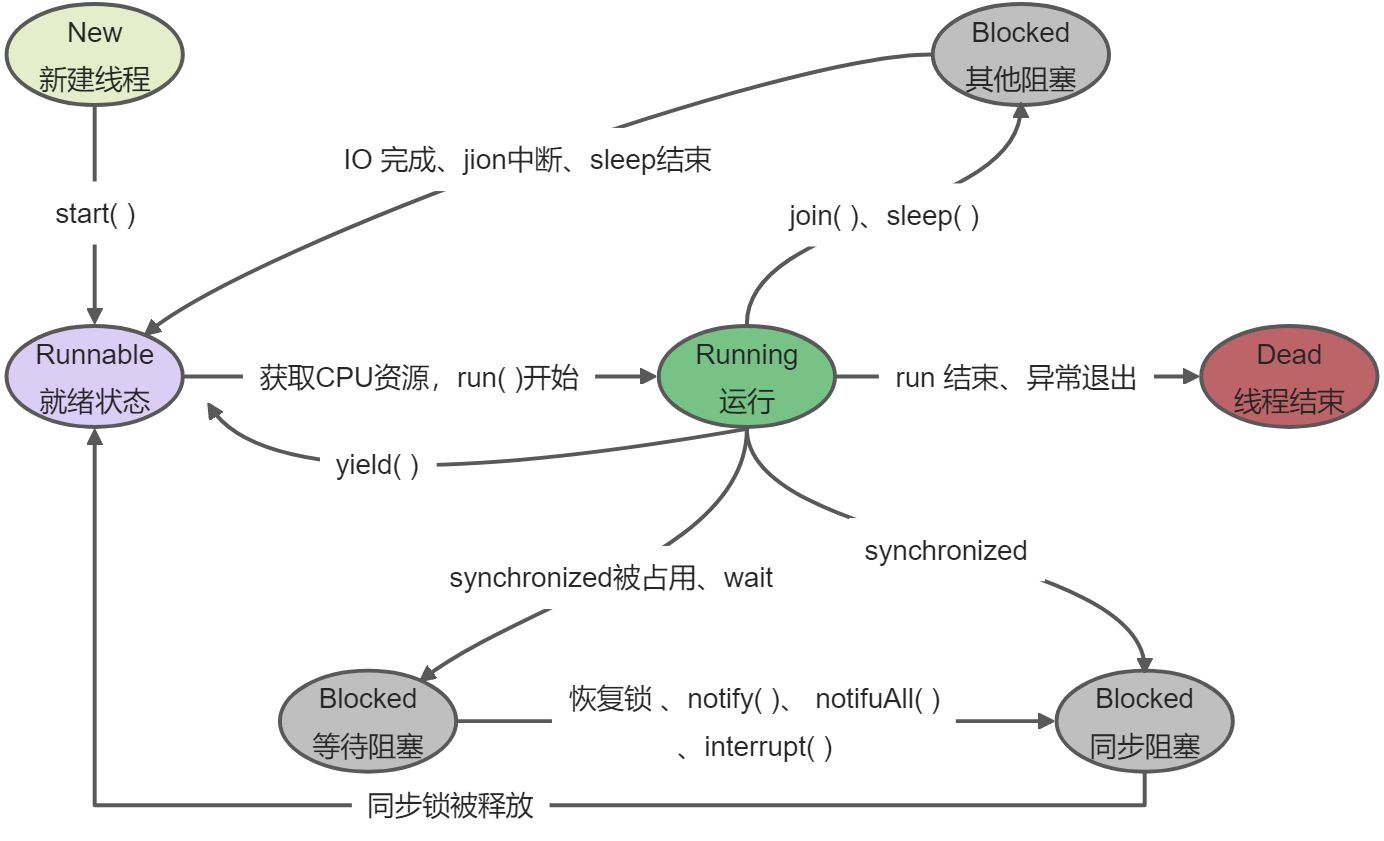 New
新建线程
Blocked
其他阻塞
IO 完成、jion中断、sleep结束
start( )
join( )、sleep( )
Runnable
就绪状态
获取CPU资源，run( )开始
Running
运行
run 结束、异常退出
Dead
线程结束
yield( )
synchronized
synchronized被占用、wait
Blocked
等待阻塞
恢复锁 、notify( )、 notifuAll( )
、interrupt( )
Blocked
同步阻塞
同步锁被释放